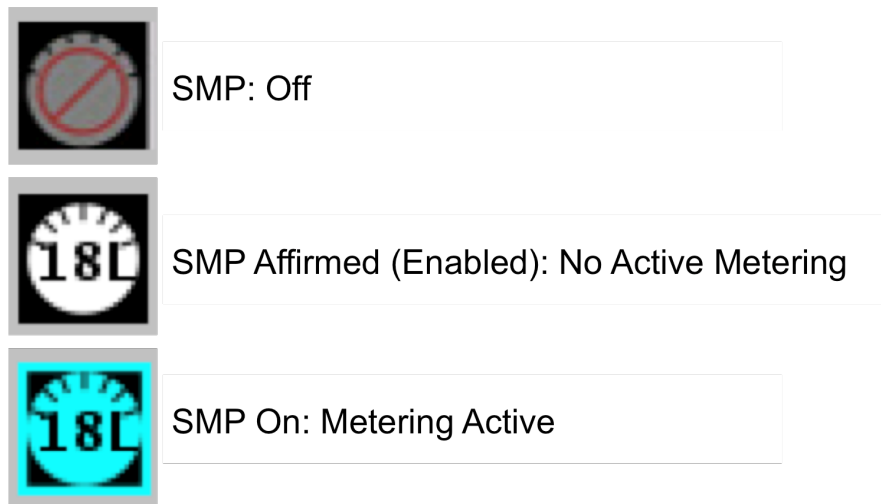 SMP: Off
18L
SMP Affirmed (Enabled): No Active Metering
18L
SMP On: Metering Active